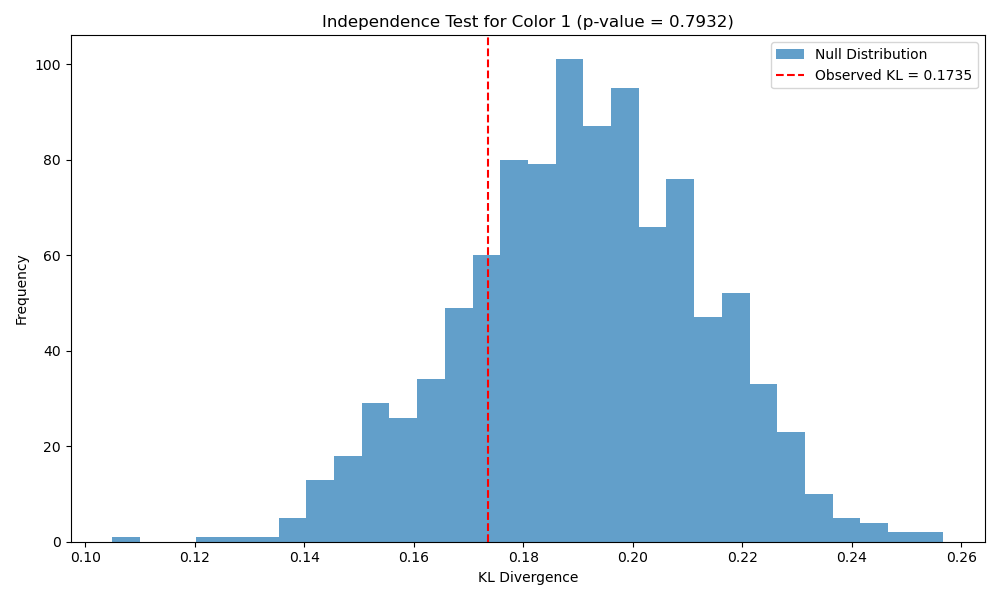 Independence Test for Color 1 (p-value = 0.7932)
Null Distribution
Observed KL = 0.1735
Frequency
100
80
60
40
20
0
0.10 0.12 0.14 0.16 0.18 0.20 0.22 0.24 0.26
KL Divergence